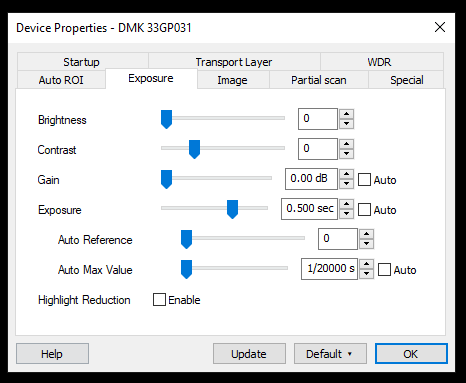 Device Properties - DMK 33GP031
Startup Transport Layer WDR
Auto ROI Exposure Image Partial scan Special
Brightness 0
Contrast 0
Gain 0.00 dB Auto
Exposure 0.500 sec Auto
Auto Reference 0
Auto Max Value 1/20000 s Auto
Highlight Reduction Enable
Help Update Default OK